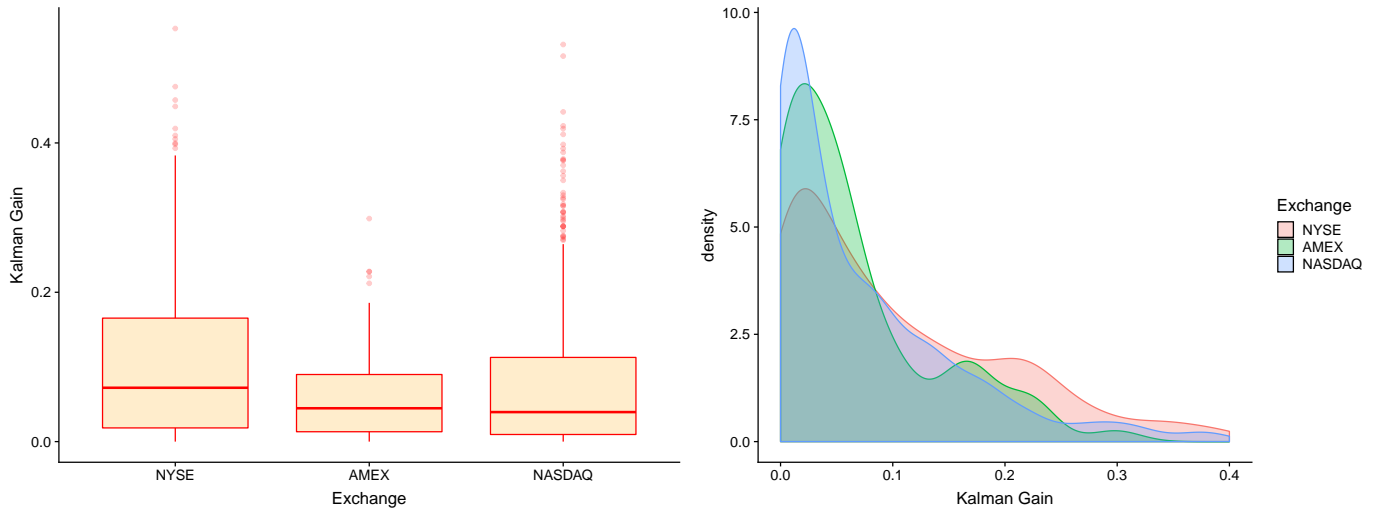 Kalman Gain
0.4
0.2
0.0
NYSE
AMEX
NASDAQ
Exchange
density
10.0
7.5
5.0
2.5
0.0
0.0
0.1
0.2
0.3
0.4
Kalman Gain
Exchange
NYSE
AMEX
NASDAQ